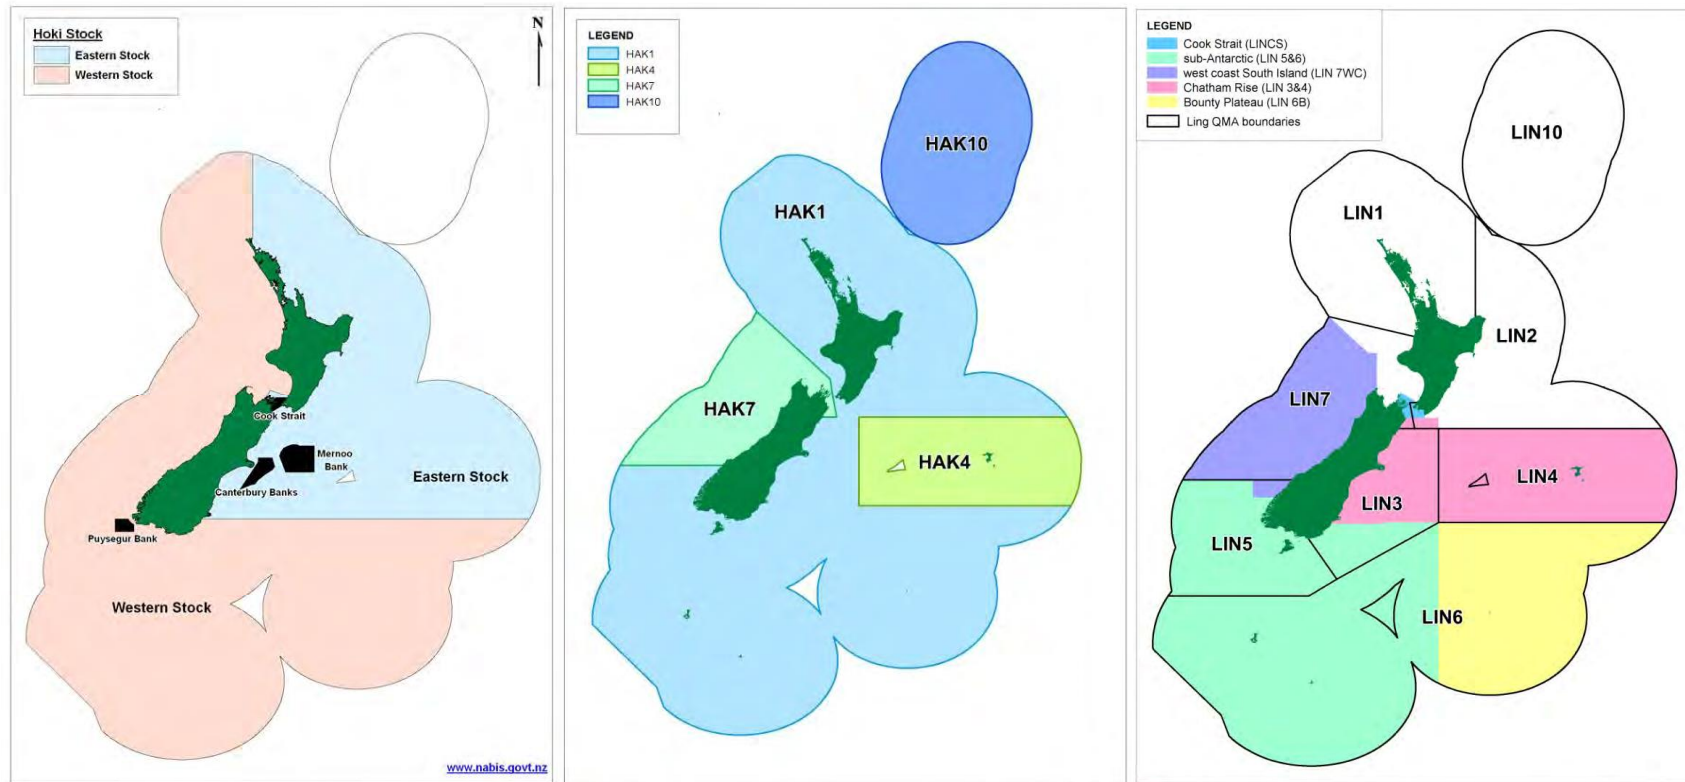 Hoki Stock
Eastern Stock
Western Stock
N
Cook Strait
Mernoo
Bank
Eastern Stock
Canterbury Banks
Puysegur Bank
Western Stock
www.nabis.govt.nz
LEGEND
HAK1
HAK4
HAK7
HAK10
HAK10
HAK1
HAK7
HAK4
LEGEND
Cook Strait (LINCS)
sub-Antarctic (LIN 5&6)
west coast South Island (LIN 7WC)
Chatham Rise (LIN 3&4)
Bounty Plateau (LIN 6B)
Ling QMA boundaries
LIN10
LIN1
LIN2
LIN7
LIN4
LIN3
LIN5
LIN6